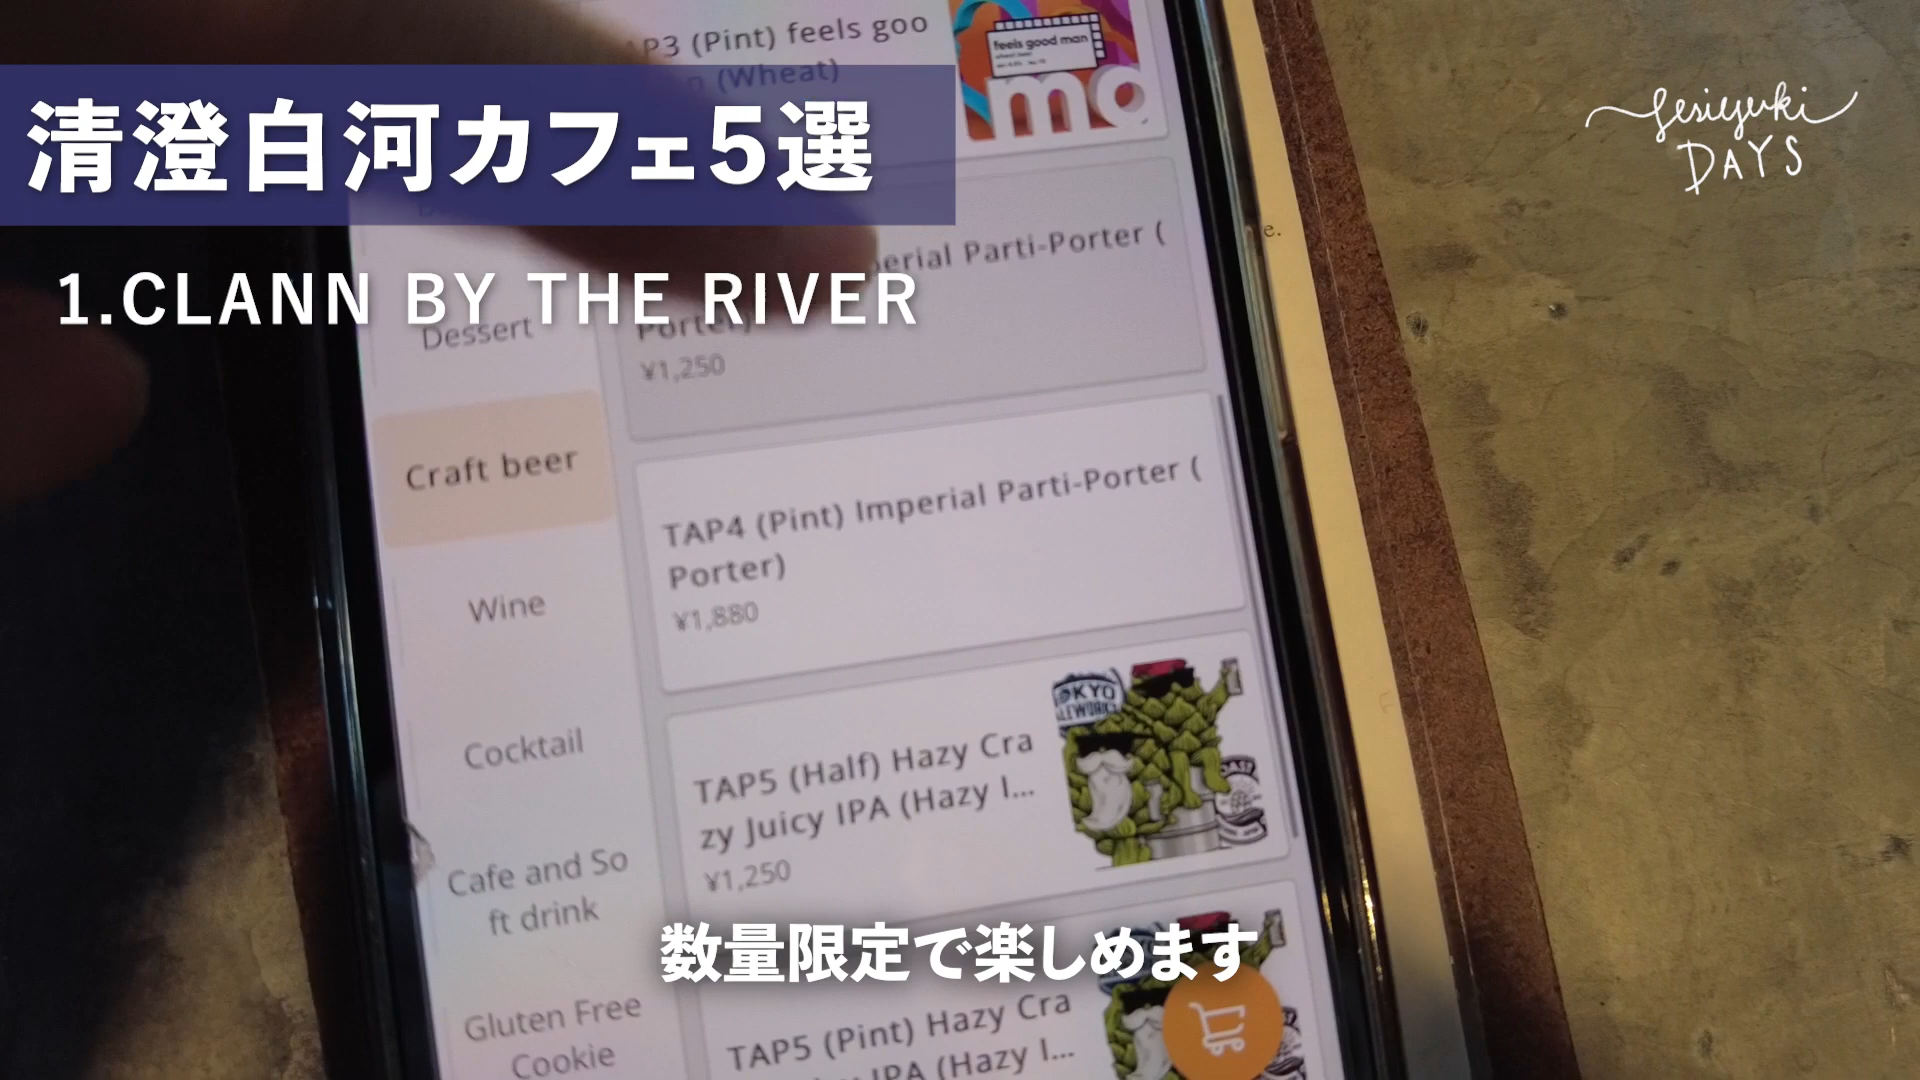 P3 (Pint) feels goo
(Wheat)
feels good man
mo
清澄白河カフェ5選
DAYS
e.
perial Parti-Porter (
Porter)
¥1,250
1.CLANN BY THE RIVER
Dessert
Craft beer
TAP4 (Pint) Imperial Parti-Porter (
Porter)
¥1,880
Wine
Cocktail
TAP5 (Half) Hazy Cra
zy Juicy IPA (Hazy I...
¥1,250
Cafe and So
ft drink
数量限定で楽しめます
Gluten Free
Cookie
TAP5 (Pint) Hazy Cra
IPA (Hazy I...